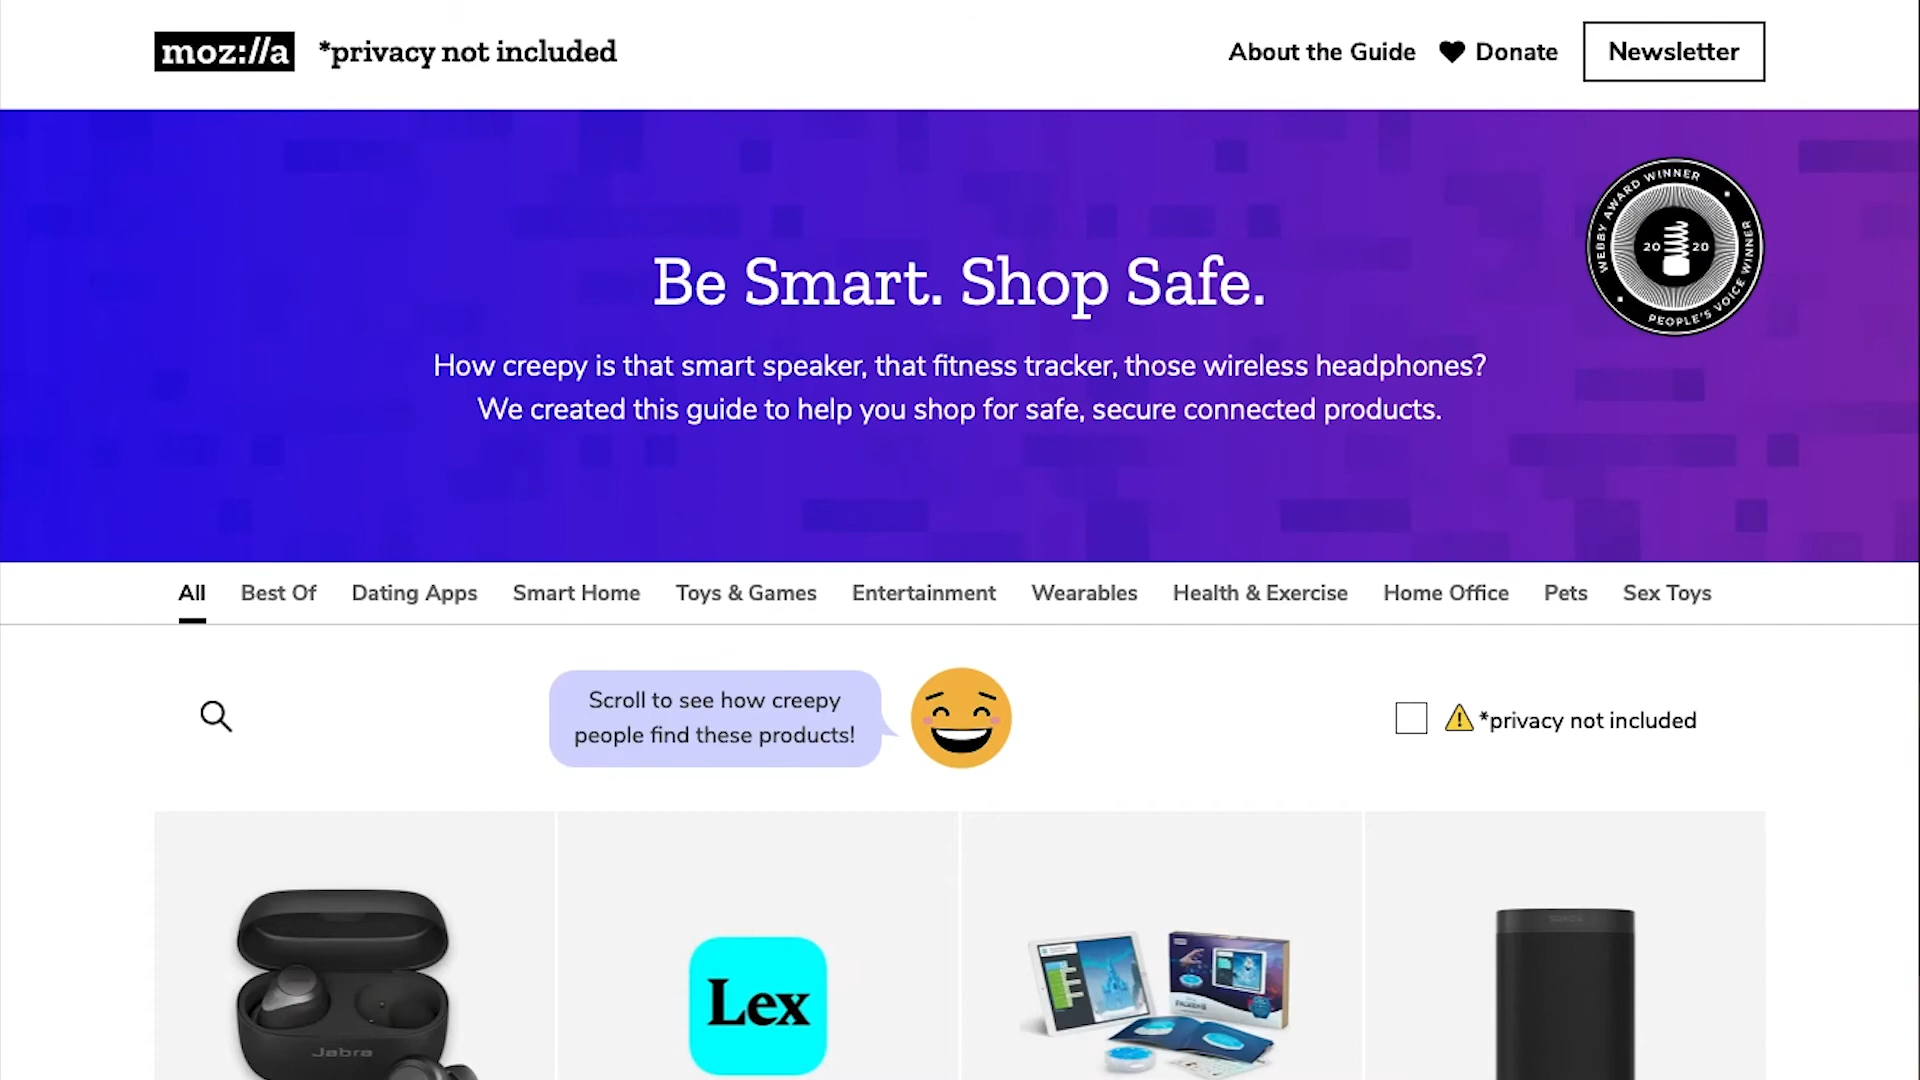 moz://a *privacy not included
About the Guide Donate Newsletter
WEBBY AWARD WINNER
20 20
PEOPLE'S VOICE WINNER
Be Smart. Shop Safe.
How creepy is that smart speaker, that fitness tracker, those wireless headphones?
We created this guide to help you shop for safe, secure connected products.
All Best Of Dating Apps Smart Home Toys & Games Entertainment Wearables Health & Exercise Home Office Pets Sex Toys
Scroll to see how creepy
people find these products!
*privacy not included
Jabra
Lex
SONOS